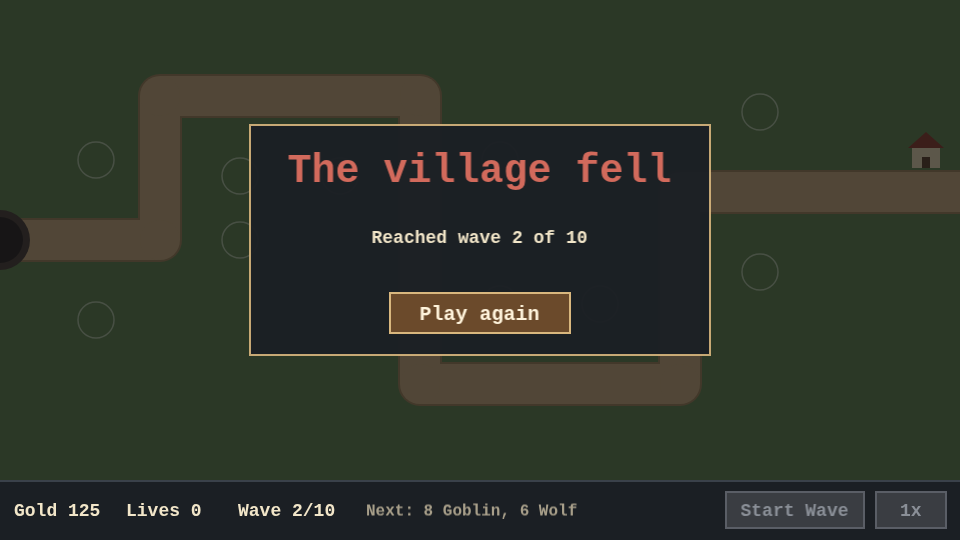 The village fell
Reached wave 2 of 10
Play again
Gold 125 Lives 0 Wave 2/10 Next: 8 Goblin, 6 Wolf Start Wave 1x